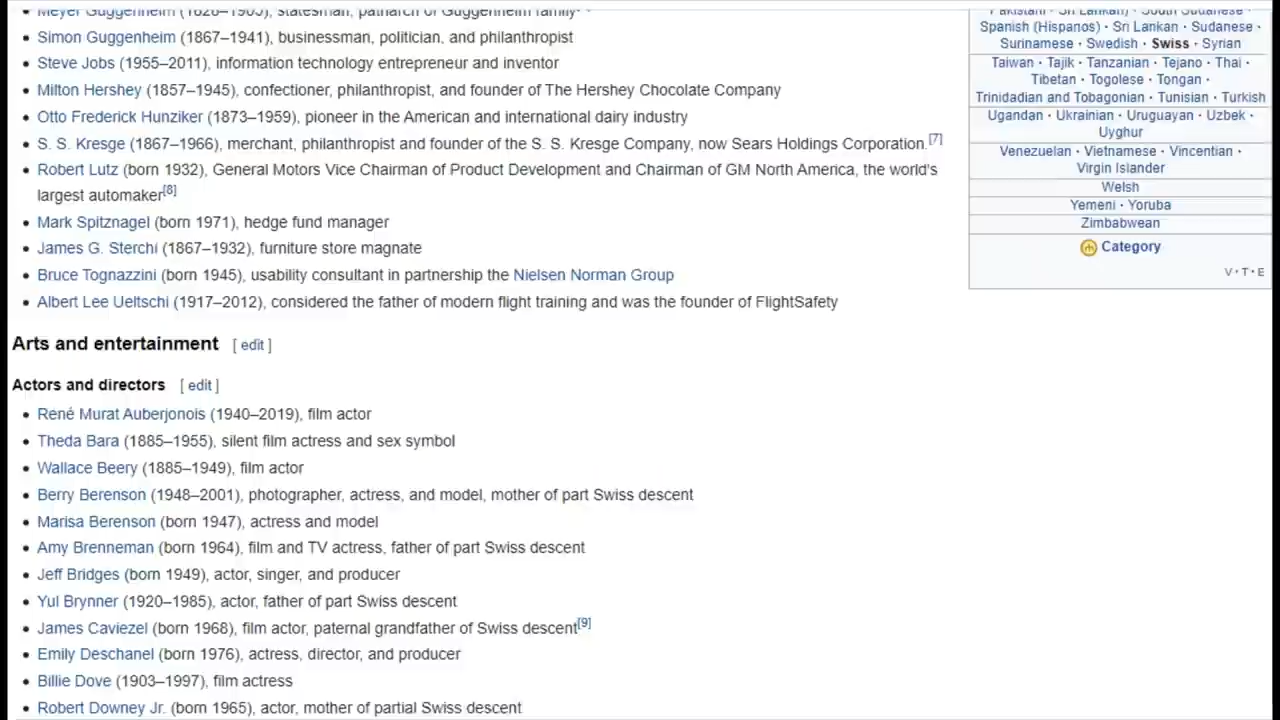 Meyer Guggenheim (1828–1905), statesman, patriarch of Guggenheim family
Simon Guggenheim (1867–1941), businessman, politician, and philanthropist
Steve Jobs (1955–2011), information technology entrepreneur and inventor
Milton Hershey (1857–1945), confectioner, philanthropist, and founder of The Hershey Chocolate Company
Otto Frederick Hunziker (1873–1959), pioneer in the American and international dairy industry
S. S. Kresge (1867–1966), merchant, philanthropist and founder of the S. S. Kresge Company, now Sears Holdings Corporation.[7]
Robert Lutz (born 1932), General Motors Vice Chairman of Product Development and Chairman of GM North America, the world's
largest automaker[8]
Mark Spitznagel (born 1971), hedge fund manager
James G. Sterchi (1867–1932), furniture store magnate
Bruce Tognazzini (born 1945), usability consultant in partnership the Nielsen Norman Group
Albert Lee Ueltschi (1917–2012), considered the father of modern flight training and was the founder of FlightSafety
Arts and entertainment [ edit ]
Actors and directors [ edit ]
René Murat Auberjonois (1940–2019), film actor
Theda Bara (1885–1955), silent film actress and sex symbol
Wallace Beery (1885–1949), film actor
Berry Berenson (1948–2001), photographer, actress, and model, mother of part Swiss descent
Marisa Berenson (born 1947), actress and model
Amy Brenneman (born 1964), film and TV actress, father of part Swiss descent
Jeff Bridges (born 1949), actor, singer, and producer
Yul Brynner (1920–1985), actor, father of part Swiss descent
James Caviezel (born 1968), film actor, paternal grandfather of Swiss descent[9]
Emily Deschanel (born 1976), actress, director, and producer
Billie Dove (1903–1997), film actress
Robert Downey Jr. (born 1965), actor, mother of partial Swiss descent
Pakistani · Sri Lankan) · South Sudanese ·
Spanish (Hispanos) · Sri Lankan · Sudanese ·
Surinamese · Swedish · Swiss · Syrian
Taiwan · Tajik · Tanzanian · Tejano · Thai ·
Tibetan · Togolese · Tongan ·
Trinidadian and Tobagonian · Tunisian · Turkish
Ugandan · Ukrainian · Uruguayan · Uzbek ·
Uyghur
Venezuelan · Vietnamese · Vincentian ·
Virgin Islander
Welsh
Yemeni · Yoruba
Zimbabwean
Category
V · T · E